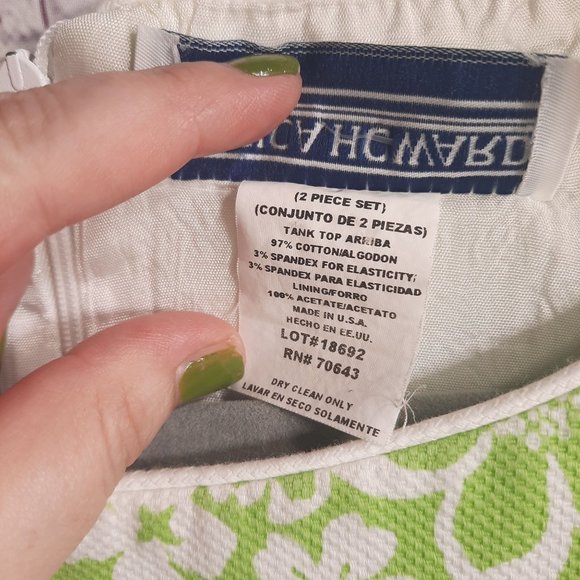 HOWARD
(2 PIECE SET)
(CONJUNTO DE 2 PIEZAS)
TANK TOP ARRIBA
97% COTTON/ALGODON
3% SPANDEX FOR ELASTICITY;
3% SPANDEX PARA ELASTICIDAD
LINING/FORRO
100% ACETATE/ACETATO
MADE IN U.S.A.
HECHO EN EE.UU.
LOT#18692
RN# 70643
DRY CLEAN ONLY
LAVAR EN SECO SOLAMENTE